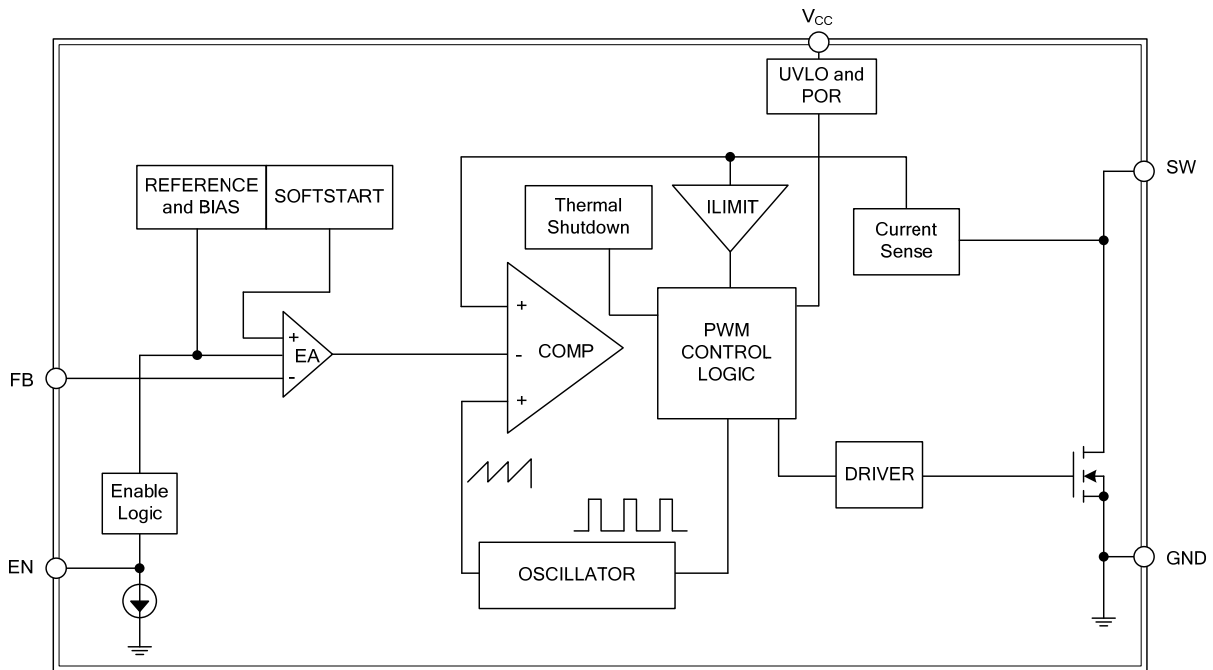 V_CC
UVLO and
POR
SW
REFERENCE
and BIAS
SOFTSTART
Thermal
Shutdown
ILIMIT
Current
Sense
+
EA
-
+
-
+
COMP
PWM
CONTROL
LOGIC
FB
DRIVER
Enable
Logic
EN
OSCILLATOR
GND